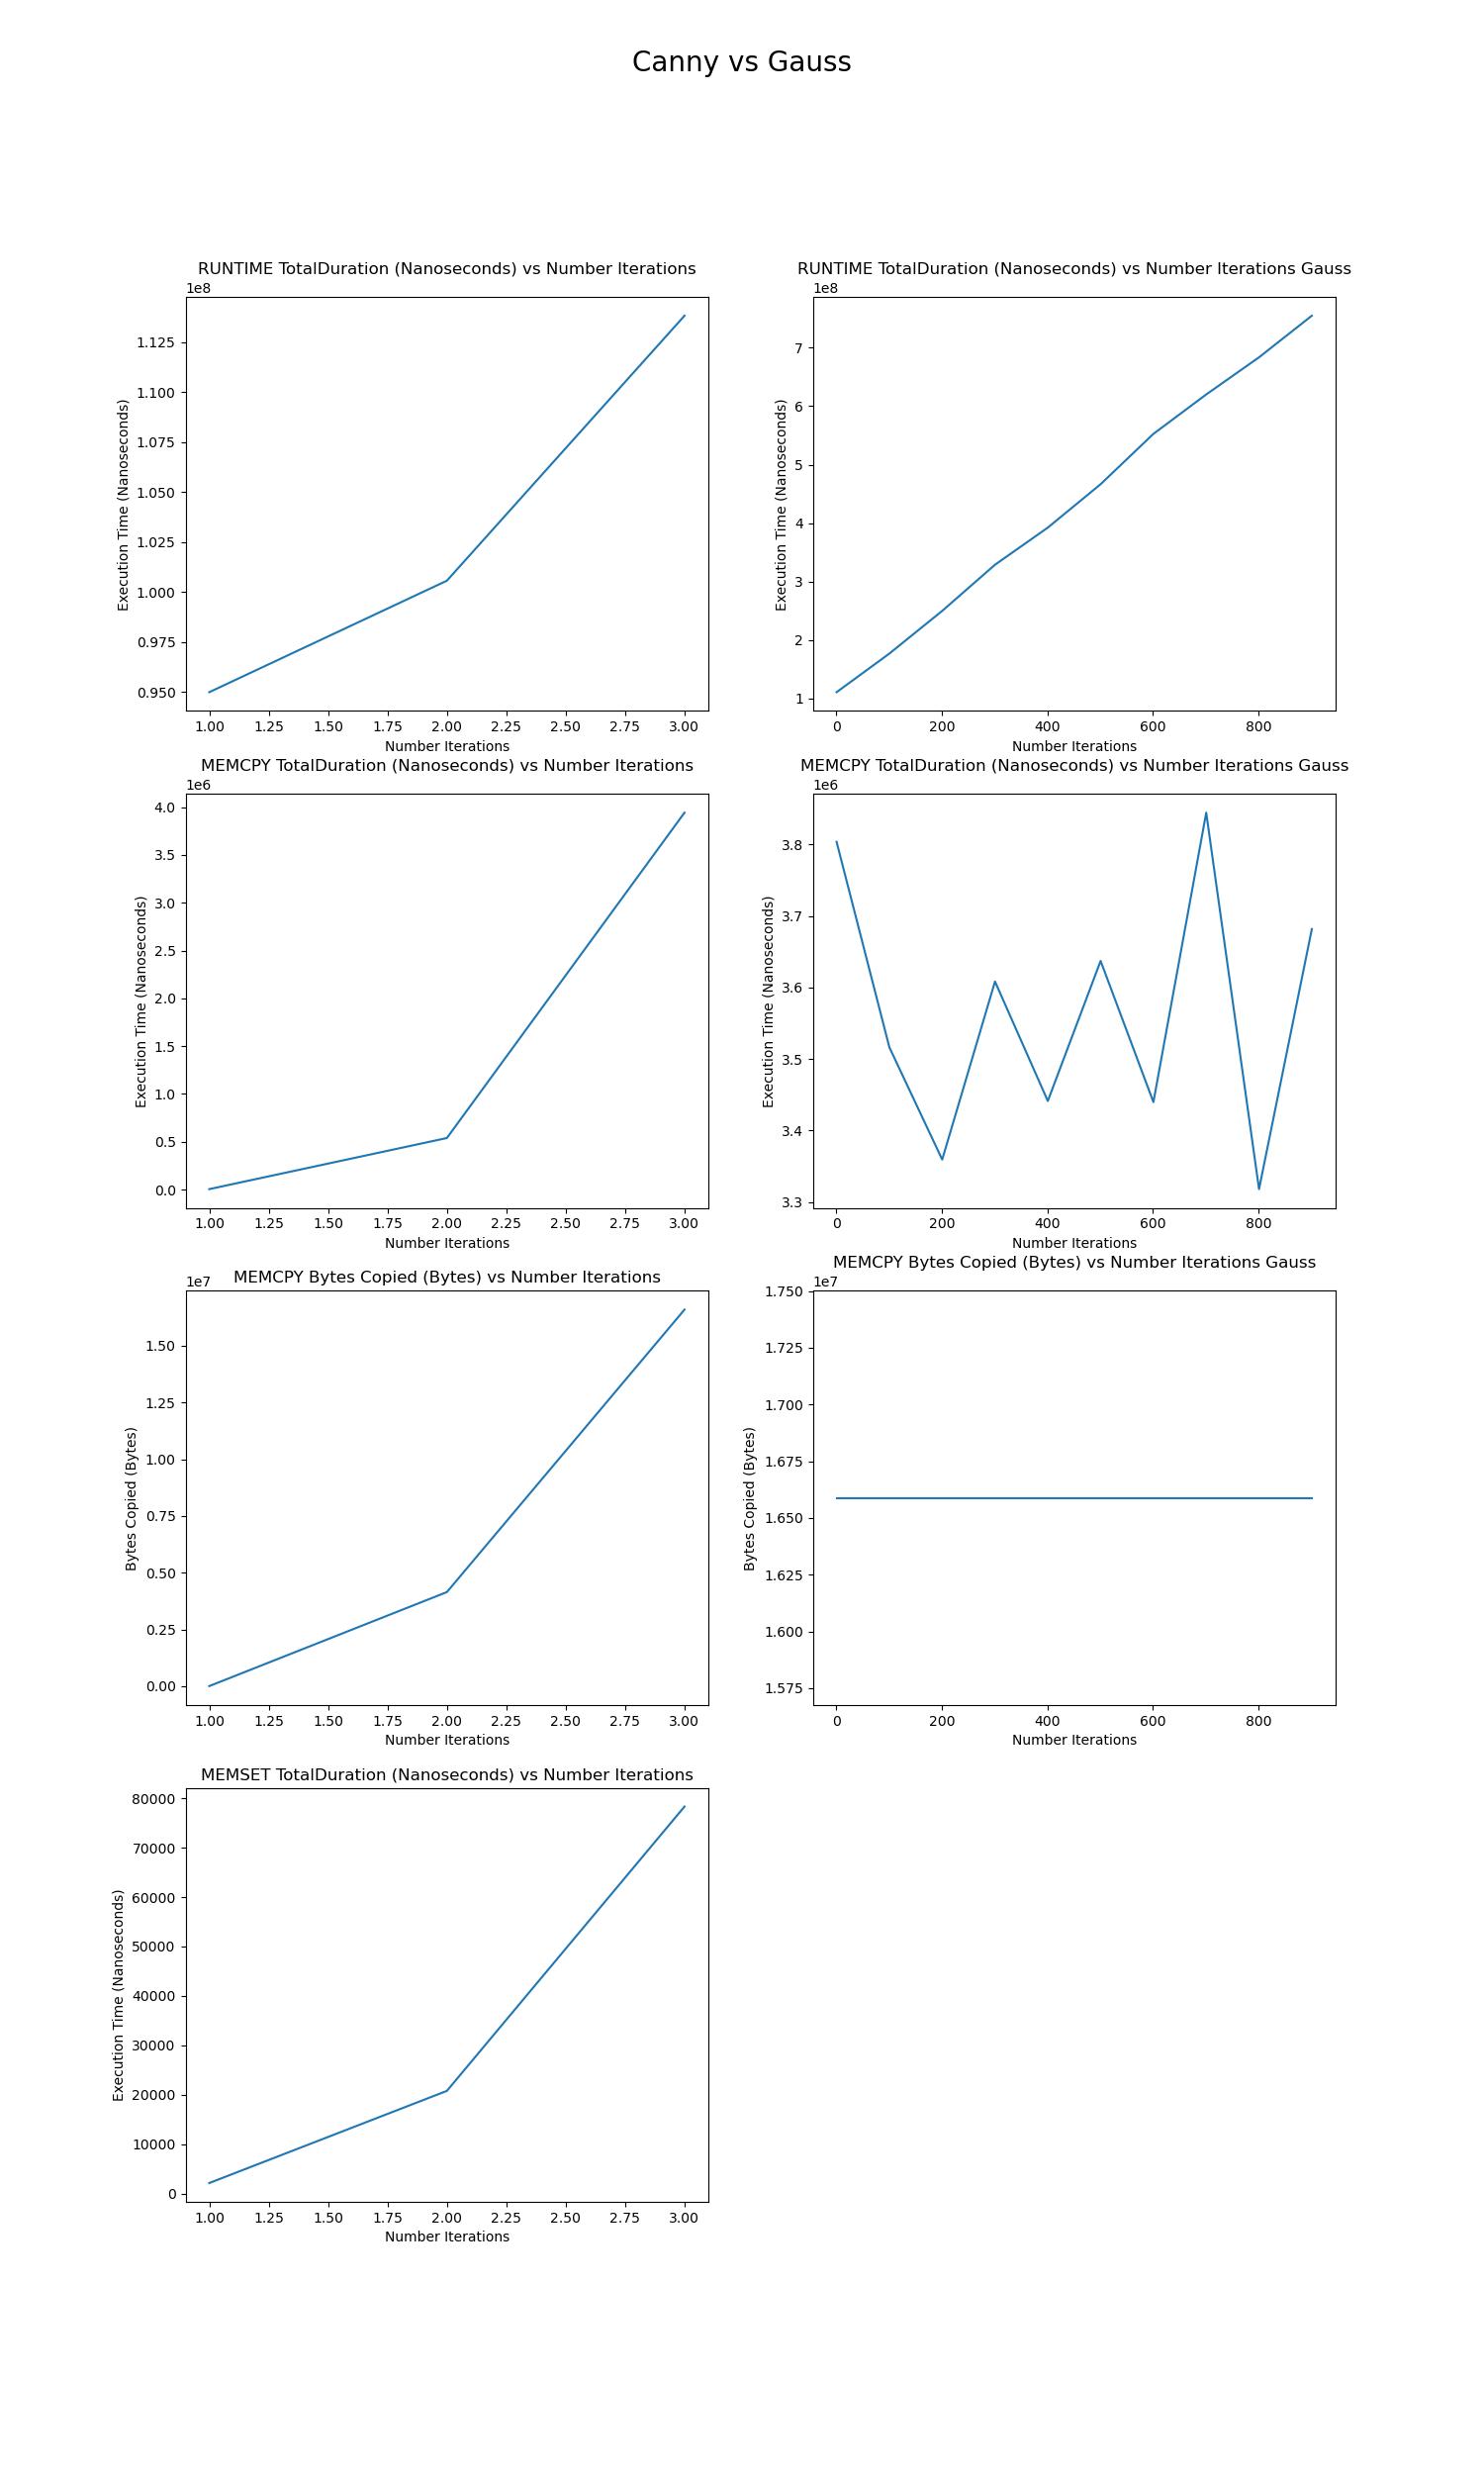 Canny vs Gauss
RUNTIME TotalDuration (Nanoseconds) vs Number Iterations
1e8
1.125
1.100
1.075
1.050
1.025
1.000
0.975
0.950
Execution Time (Nanoseconds)
1.00 1.25 1.50 1.75 2.00 2.25 2.50 2.75 3.00
Number Iterations
RUNTIME TotalDuration (Nanoseconds) vs Number Iterations Gauss
1e8
7
6
5
4
3
2
1
Execution Time (Nanoseconds)
0 200 400 600 800
Number Iterations
MEMCPY TotalDuration (Nanoseconds) vs Number Iterations
1e6
4.0
3.5
3.0
2.5
2.0
1.5
1.0
0.5
0.0
Execution Time (Nanoseconds)
1.00 1.25 1.50 1.75 2.00 2.25 2.50 2.75 3.00
Number Iterations
MEMCPY TotalDuration (Nanoseconds) vs Number Iterations Gauss
1e6
3.8
3.7
3.6
3.5
3.4
3.3
Execution Time (Nanoseconds)
0 200 400 600 800
Number Iterations
MEMCPY Bytes Copied (Bytes) vs Number Iterations
1e7
1.50
1.25
1.00
0.75
0.50
0.25
0.00
Bytes Copied (Bytes)
1.00 1.25 1.50 1.75 2.00 2.25 2.50 2.75 3.00
Number Iterations
MEMCPY Bytes Copied (Bytes) vs Number Iterations Gauss
1e7
1.750
1.725
1.700
1.675
1.650
1.625
1.600
1.575
Bytes Copied (Bytes)
0 200 400 600 800
Number Iterations
MEMSET TotalDuration (Nanoseconds) vs Number Iterations
80000
70000
60000
50000
40000
30000
20000
10000
0
Execution Time (Nanoseconds)
1.00 1.25 1.50 1.75 2.00 2.25 2.50 2.75 3.00
Number Iterations